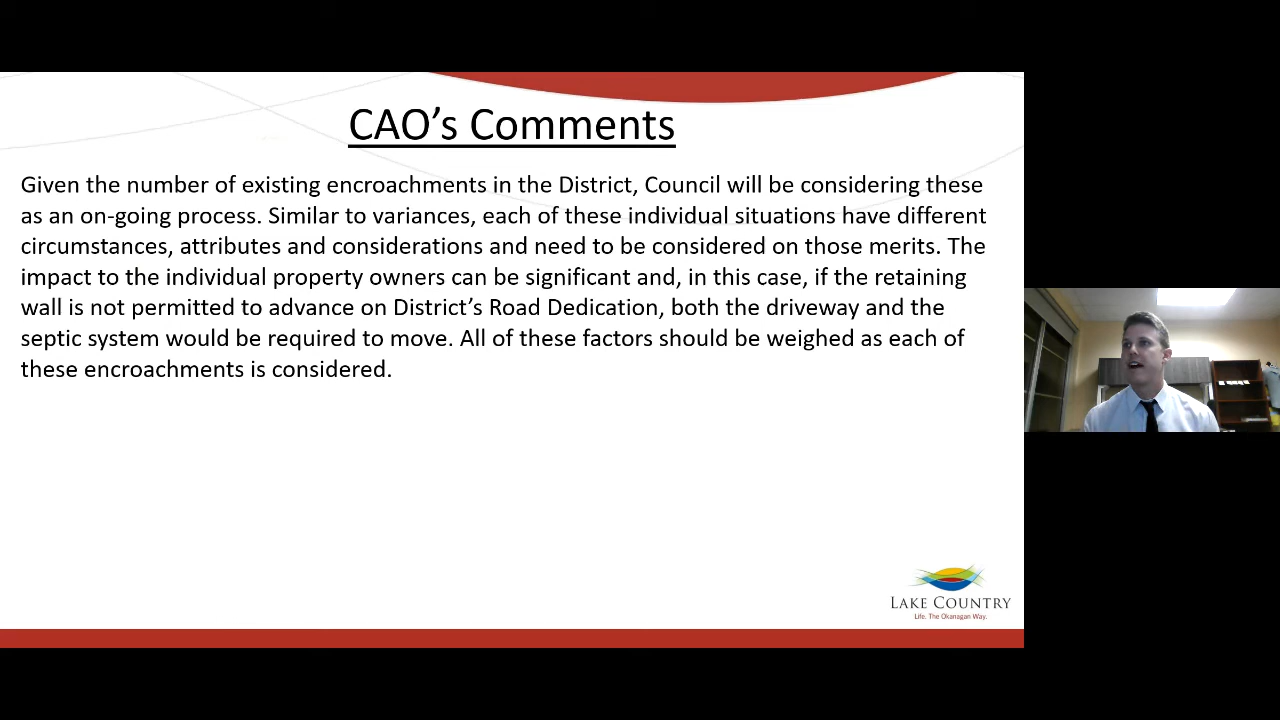 CAO's Comments
Given the number of existing encroachments in the District, Council will be considering these
as an on-going process. Similar to variances, each of these individual situations have different
circumstances, attributes and considerations and need to be considered on those merits. The
impact to the individual property owners can be significant and, in this case, if the retaining
wall is not permitted to advance on District's Road Dedication, both the driveway and the
septic system would be required to move. All of these factors should be weighed as each of
these encroachments is considered.
LAKE COUNTRY
Life. The Okanagan Way.